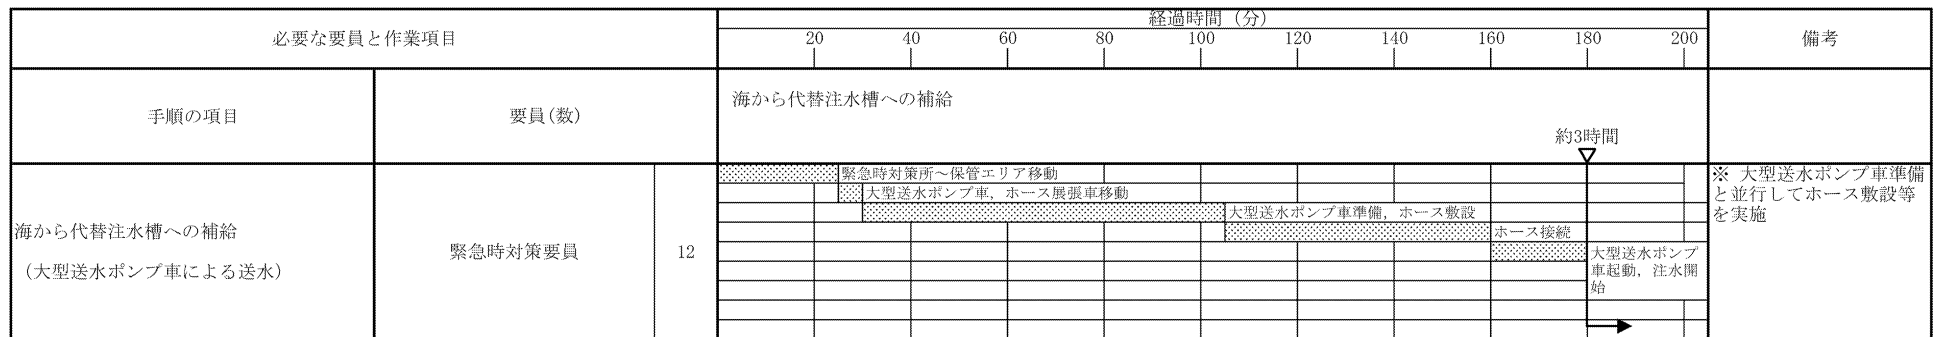 必要な要員と作業項目
経過時間（分）
20 40 60 80 100 120 140 160 180 200
備考
手順の項目
要員(数)
海から代替注水槽への補給
約3時間
海から代替注水槽への補給
（大型送水ポンプ車による送水）
緊急時対策要員
12
緊急時対策所～保管エリア移動
大型送水ポンプ車，ホース展張車移動
大型送水ポンプ車準備，ホース敷設
ホース接続
大型送水ポンプ
車起動，注水開
始
※ 大型送水ポンプ車準備
と並行してホース敷設等
を実施